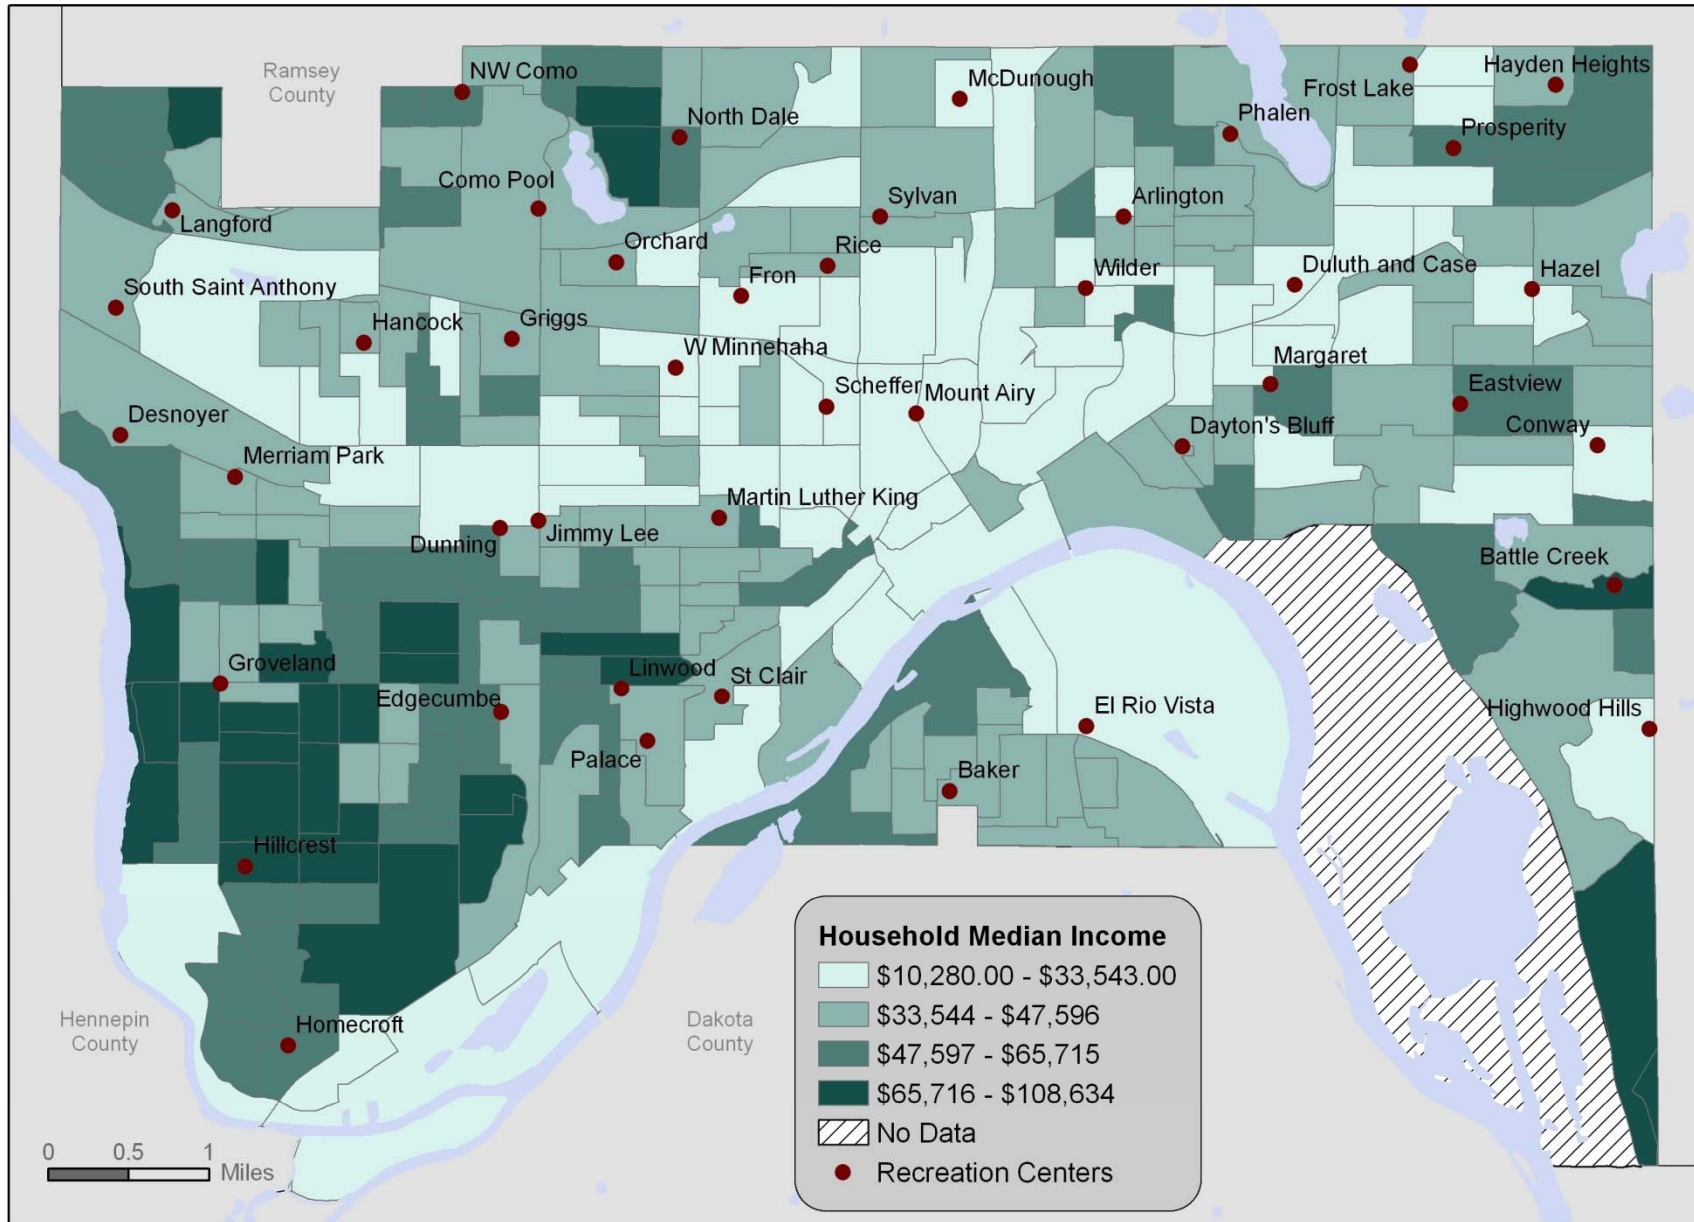 Ramsey
County
NW Como
McDunough
Hayden Heights
Frost Lake
North Dale
Phalen
Prosperity
Como Pool
Langford
Sylvan
Arlington
Orchard
Rice
Fron
Wilder
Duluth and Case
Hazel
South Saint Anthony
Hancock
Griggs
W Minnehaha
Margaret
Scheffer
Mount Airy
Eastview
Desnoyer
Dayton's Bluff
Conway
Merriam Park
Martin Luther King
Dunning
Jimmy Lee
Battle Creek
Groveland
Linwood
St Clair
Edgecumbe
El Rio Vista
Highwood Hills
Palace
Baker
Hillcrest
Homecroft
Hennepin
County
Dakota
County
Household Median Income
$10,280.00 - $33,543.00
$33,544 - $47,596
$47,597 - $65,715
$65,716 - $108,634
No Data
Recreation Centers
0 0.5 1
Miles